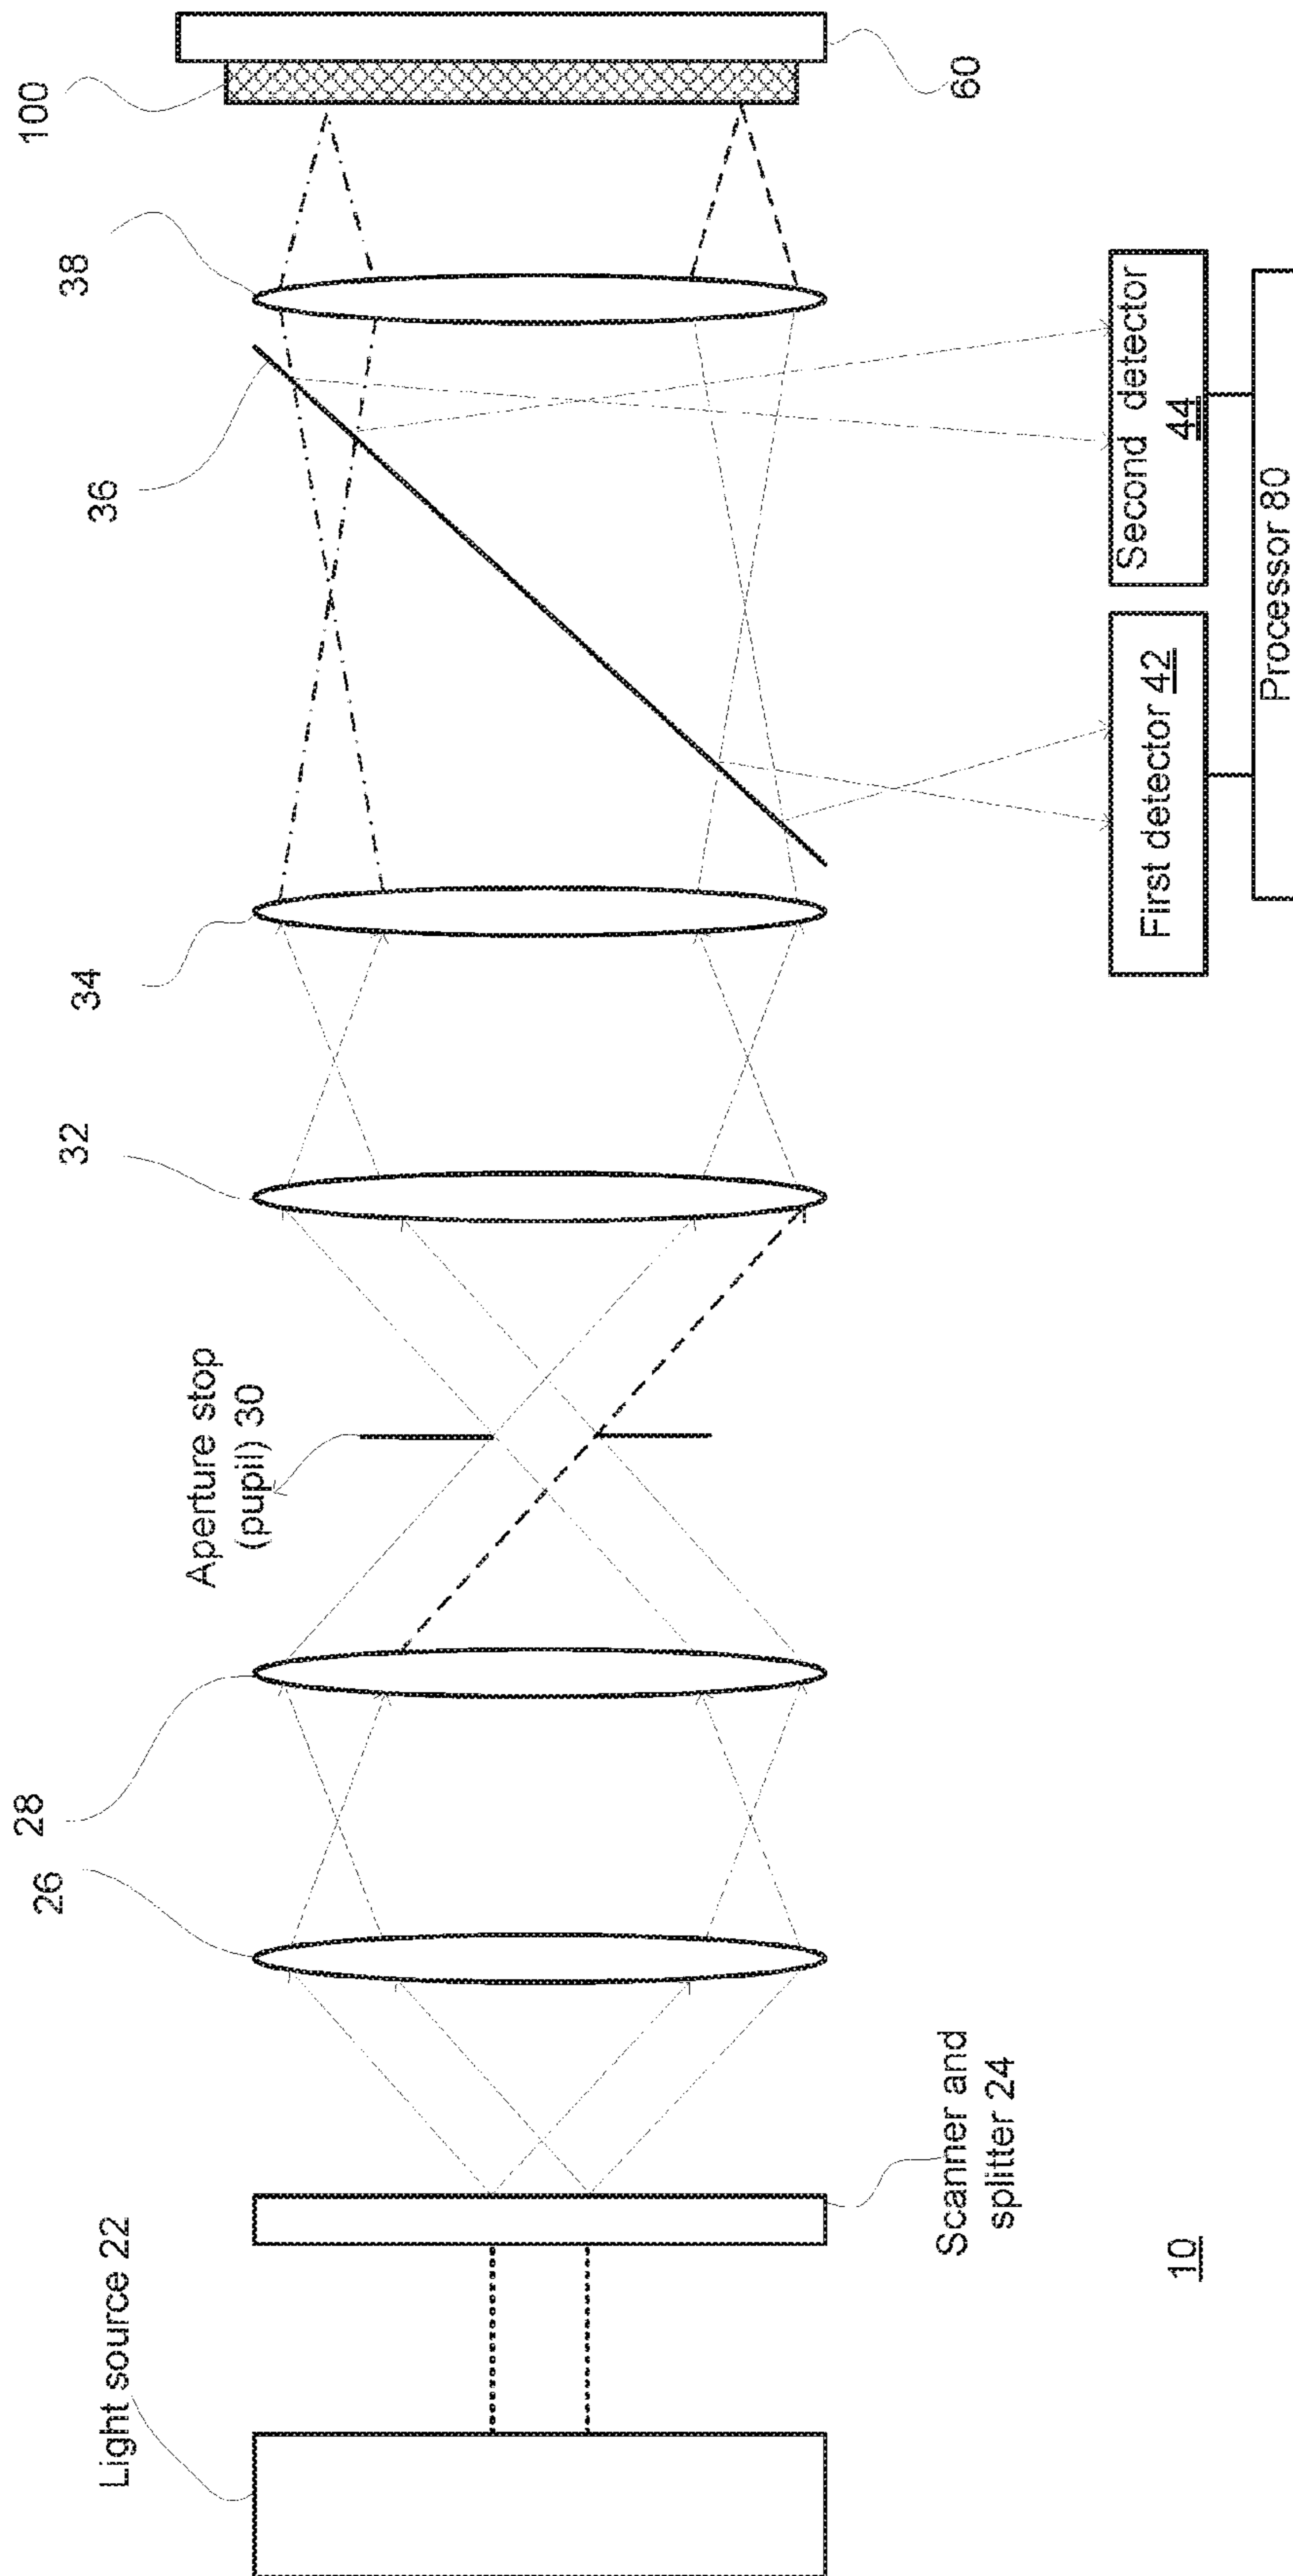 Light source 22
Scanner and
splitter 24
26
28
Aperture stop
(pupil) 30
32
34
36
38
100
60
First detector 42
Second detector
44
Processor 80
10